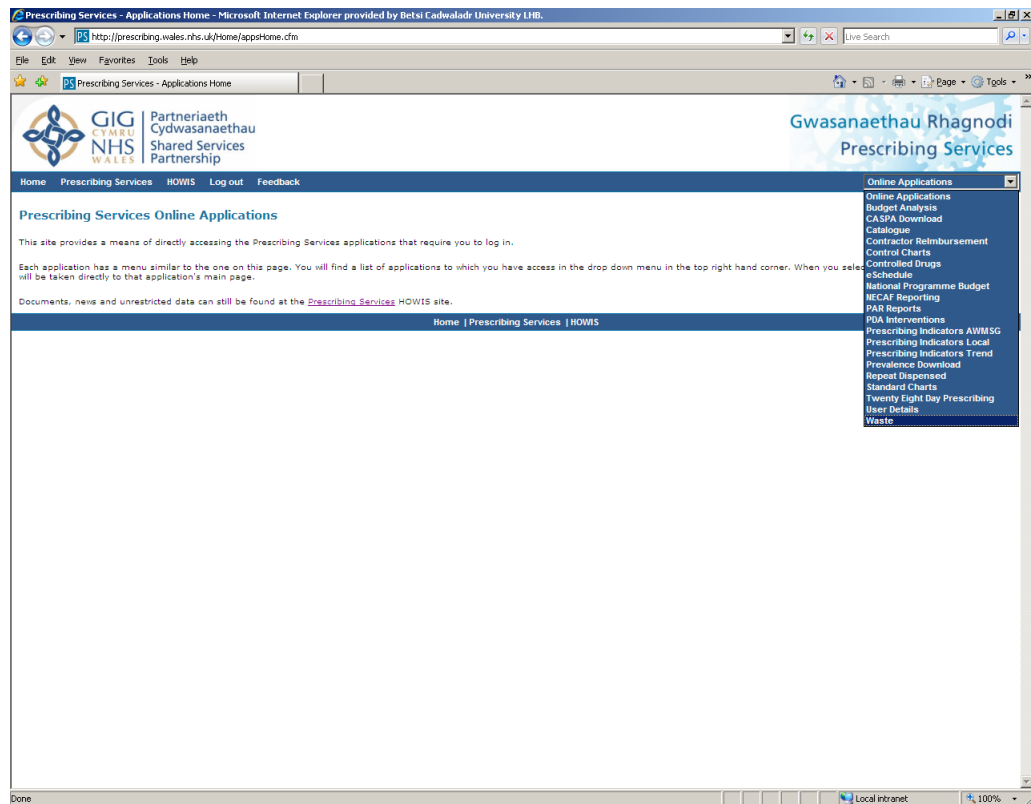 Prescribing Services - Applications Home - Microsoft Internet Explorer provided by Betsi Cadwaladr University LHB.
http://prescribing.wales.nhs.uk/Home/appsHome.cfm
Live Search
File Edit View Favorites Tools Help
PS Prescribing Services - Applications Home
Page Tools
GIG CYMRU NHS WALES
Partneriaeth Cydwasanaethau
Shared Services Partnership
Gwasanaethau Rhagnodi
Prescribing Services
Home Prescribing Services HOWIS Log out Feedback
Online Applications
Online Applications
Budget Analysis
CASPA Download
Catalogue
Contractor Reimbursement
Control Charts
Controlled Drugs
eSchedule
National Programme Budget
NECAF Reporting
PAR Reports
PDA Interventions
Prescribing Indicators AWMSG
Prescribing Indicators Local
Prescribing Indicators Trend
Prevalence Download
Repeat Dispensed
Standard Charts
Twenty Eight Day Prescribing
User Details
Waste
Prescribing Services Online Applications
This site provides a means of directly accessing the Prescribing Services applications that require you to log in.
Each application has a menu similar to the one on this page. You will find a list of applications to which you have access in the drop down menu in the top right hand corner. When you selec
will be taken directly to that application's main page.
Documents, news and unrestricted data can still be found at the Prescribing Services HOWIS site.
Home | Prescribing Services | HOWIS
Done
Local intranet
100%